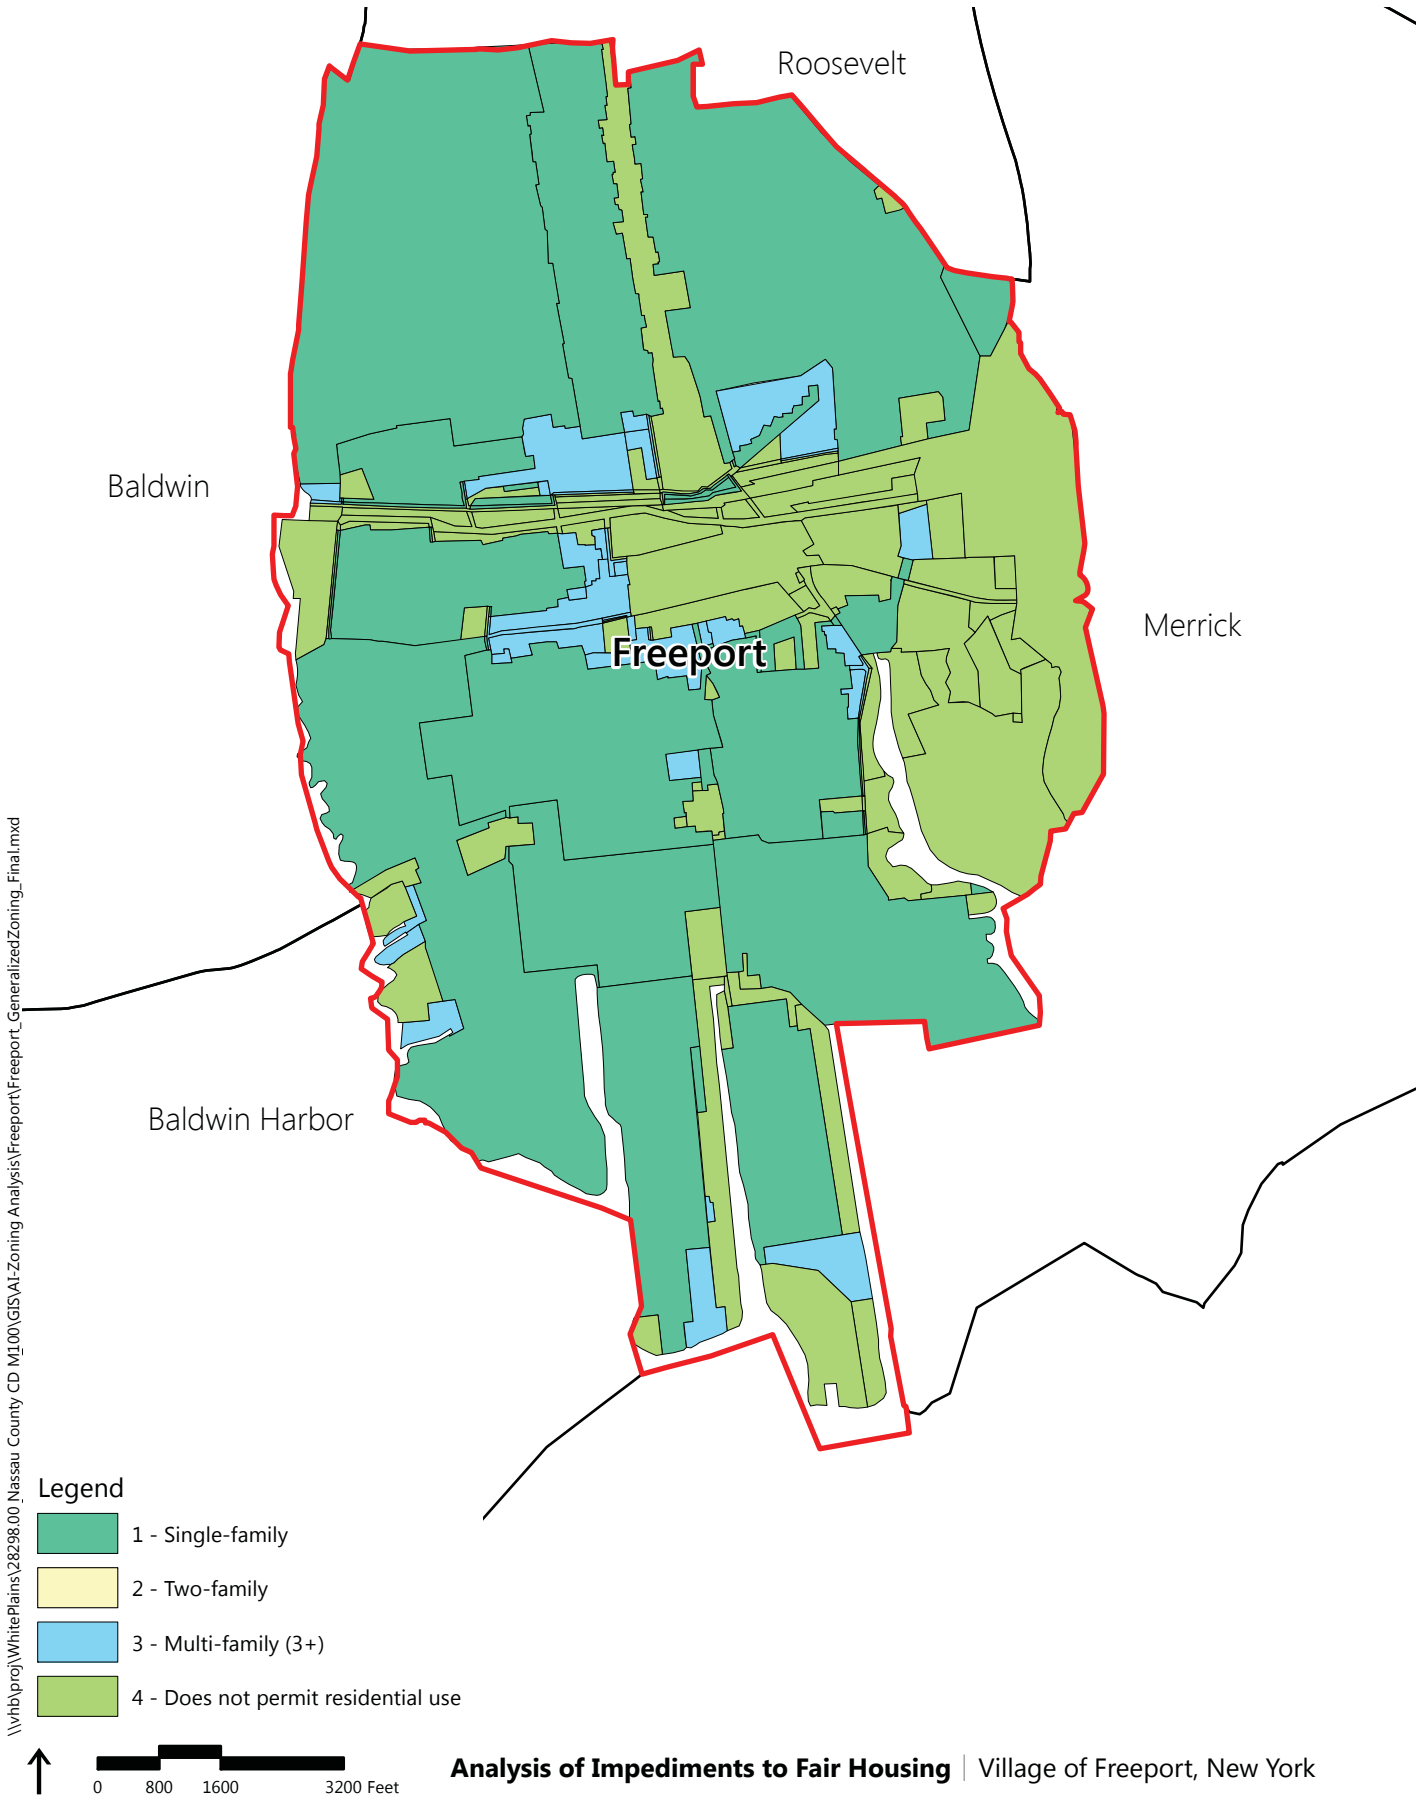 Roosevelt
Baldwin
Merrick
Freeport
Baldwin Harbor
\\vhb\proj\WhitePlains\28298.00 Nassau County CD M100\GIS\AI-Zoning Analysis\Freeport\Freeport_GeneralizedZoning_Final.mxd
Legend
1 - Single-family
2 - Two-family
3 - Multi-family (3+)
4 - Does not permit residential use
0 800 1600 3200 Feet
Analysis of Impediments to Fair Housing | Village of Freeport, New York